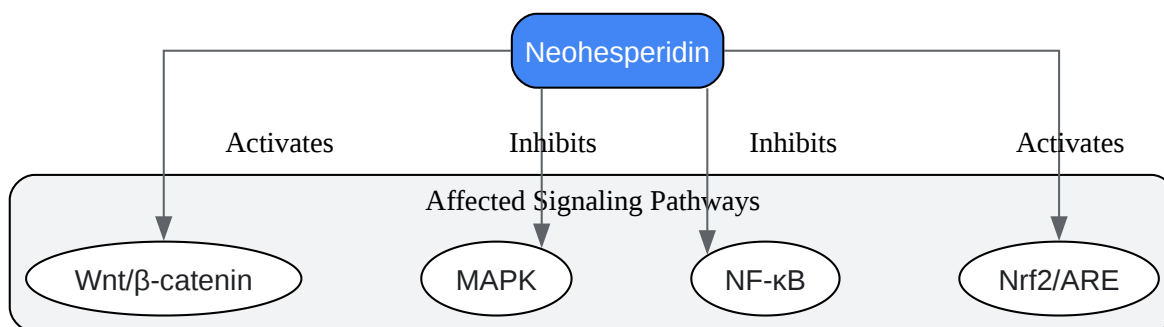 Neohesperidin
Activates Inhibits Inhibits Activates
Affected Signaling Pathways
Wnt/β-catenin MAPK NF-κB Nrf2/ARE